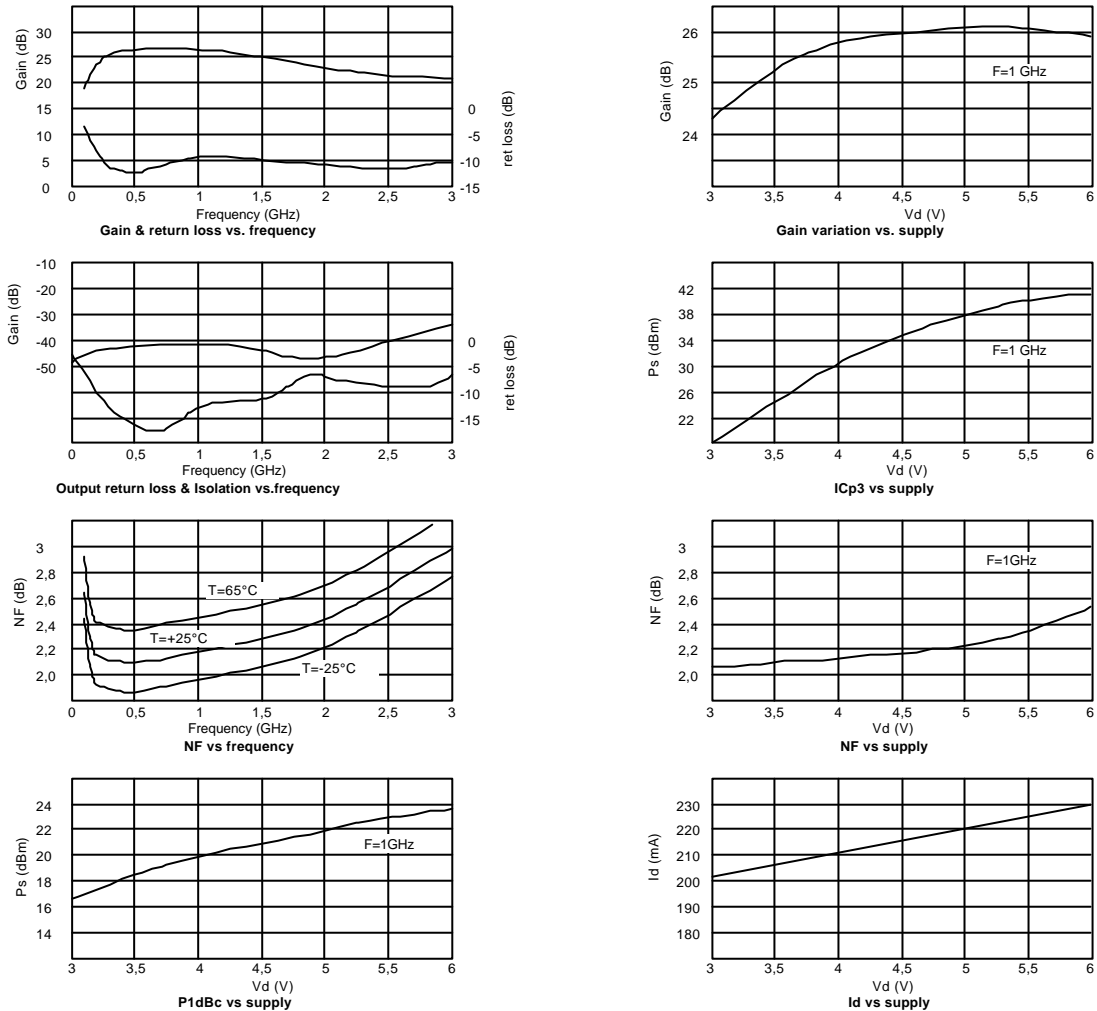 30
25
20
15
10
5
0
Gain (dB)
0
-5
-10
-15
ret loss (dB)
0 0,5 1 1,5 2 2,5 3
Frequency (GHz)
Gain & return loss vs. frequency
26
25
24
Gain (dB)
F=1 GHz
3 3,5 4 4,5 5 5,5 6
Vd (V)
Gain variation vs. supply
-10
-20
-30
-40
-50
Gain (dB)
0
-5
-10
-15
ret loss (dB)
0 0,5 1 1,5 2 2,5 3
Frequency (GHz)
Output return loss & Isolation vs.frequency
42
38
34
30
26
22
Ps (dBm)
F=1 GHz
3 3,5 4 4,5 5 5,5 6
Vd (V)
ICp3 vs supply
3
2,8
2,6
2,4
2,2
2,0
NF (dB)
T=65°C
T=+25°C
T=-25°C
0 0,5 1 1,5 2 2,5 3
Frequency (GHz)
NF vs frequency
3
2,8
2,6
2,4
2,2
2,0
NF (dB)
F=1GHz
3 3,5 4 4,5 5 5,5 6
Vd (V)
NF vs supply
24
22
20
18
16
14
Ps (dBm)
F=1GHz
3 3,5 4 4,5 5 5,5 6
Vd (V)
P1dBc vs supply
230
220
210
200
190
180
Id (mA)
3 3,5 4 4,5 5 5,5 6
Vd (V)
Id vs supply